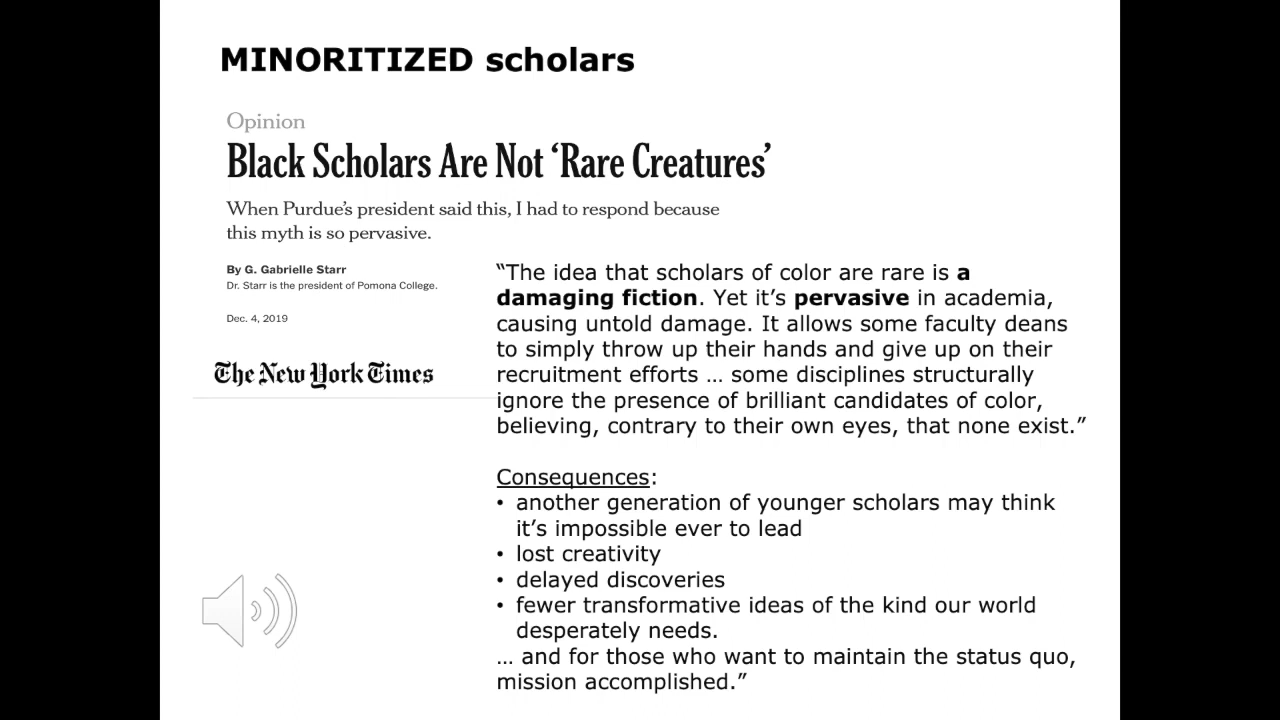 MINORITIZED scholars
Opinion
Black Scholars Are Not ‘Rare Creatures’
When Purdue’s president said this, I had to respond because
this myth is so pervasive.
By G. Gabrielle Starr
Dr. Starr is the president of Pomona College.
Dec. 4, 2019
The New York Times
“The idea that scholars of color are rare is a
damaging fiction. Yet it’s pervasive in academia,
causing untold damage. It allows some faculty deans
to simply throw up their hands and give up on their
recruitment efforts … some disciplines structurally
ignore the presence of brilliant candidates of color,
believing, contrary to their own eyes, that none exist.”
Consequences:
• another generation of younger scholars may think
it’s impossible ever to lead
• lost creativity
• delayed discoveries
• fewer transformative ideas of the kind our world
desperately needs.
… and for those who want to maintain the status quo,
mission accomplished.”